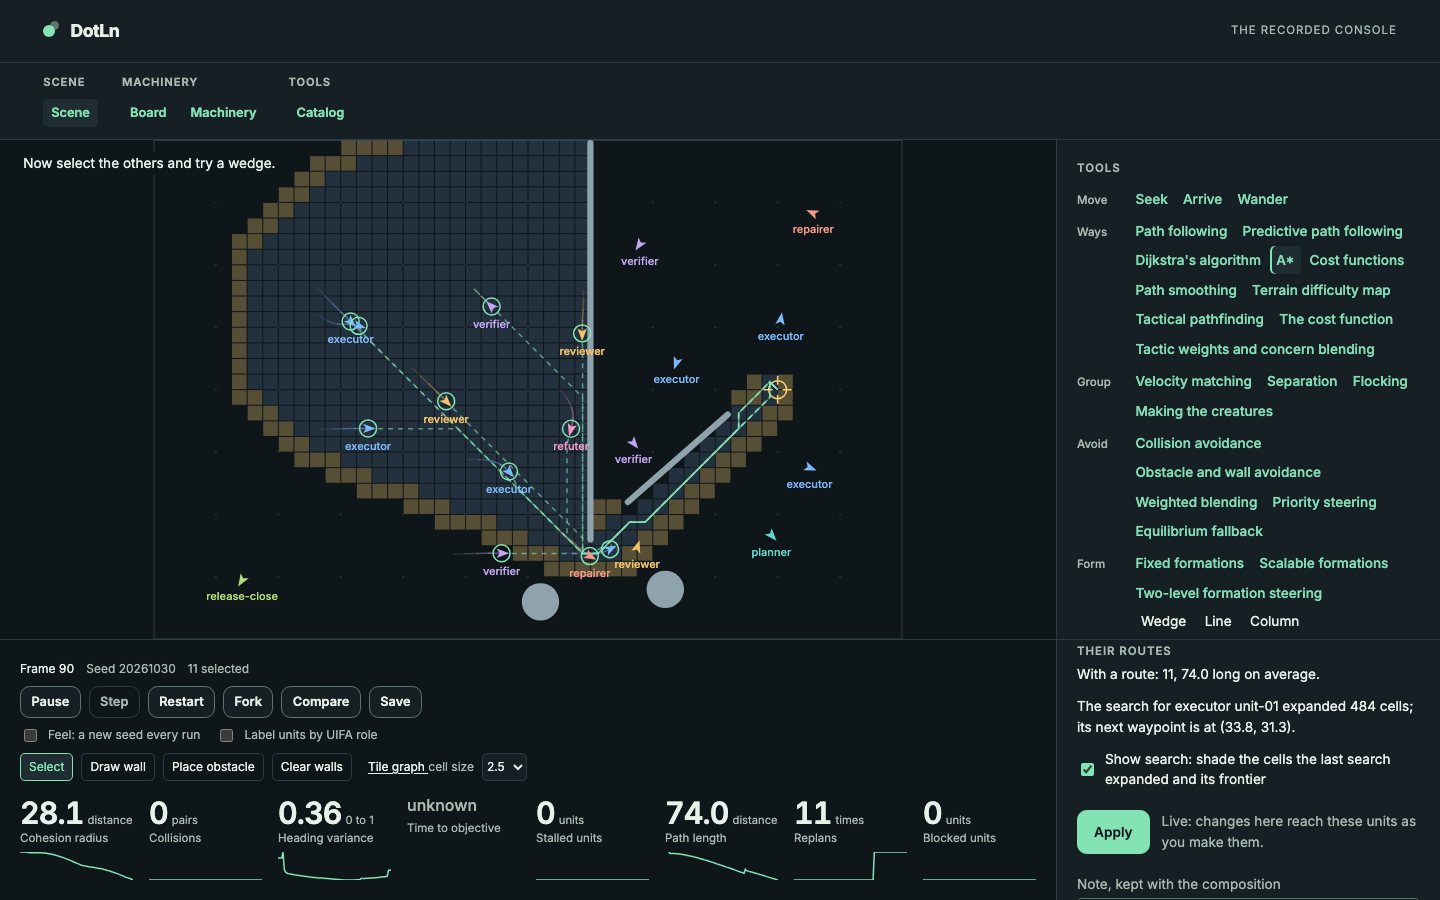 DotLn
THE RECORDED CONSOLE
SCENE
MACHINERY
TOOLS
Scene
Board
Machinery
Catalog
Now select the others and try a wedge.
repairer
verifier
executor
verifier
executor
reviewer
executor
reviewer
executor
refuter
verifier
executor
executor
planner
verifier
repairer
reviewer
release-close
TOOLS
Move Seek Arrive Wander
Ways Path following Predictive path following
Dijkstra's algorithm A* Cost functions
Path smoothing Terrain difficulty map
Tactical pathfinding The cost function
Tactic weights and concern blending
Group Velocity matching Separation Flocking
Making the creatures
Avoid Collision avoidance
Obstacle and wall avoidance
Weighted blending Priority steering
Equilibrium fallback
Form Fixed formations Scalable formations
Two-level formation steering
Wedge Line Column
THEIR ROUTES
With a route: 11, 74.0 long on average.
The search for executor unit-01 expanded 484 cells;
its next waypoint is at (33.8, 31.3).
Show search: shade the cells the last search
expanded and its frontier
Apply
Live: changes here reach these units as
you make them.
Note, kept with the composition
Frame 90 Seed 20261030 11 selected
Pause Step Restart Fork Compare Save
Feel: a new seed every run Label units by UIFA role
Select Draw wall Place obstacle Clear walls Tile graph cell size 2.5
28.1 distance
Cohesion radius
0 pairs
Collisions
0.36 0 to 1
Heading variance
unknown
Time to objective
0 units
Stalled units
74.0 distance
Path length
11 times
Replans
0 units
Blocked units